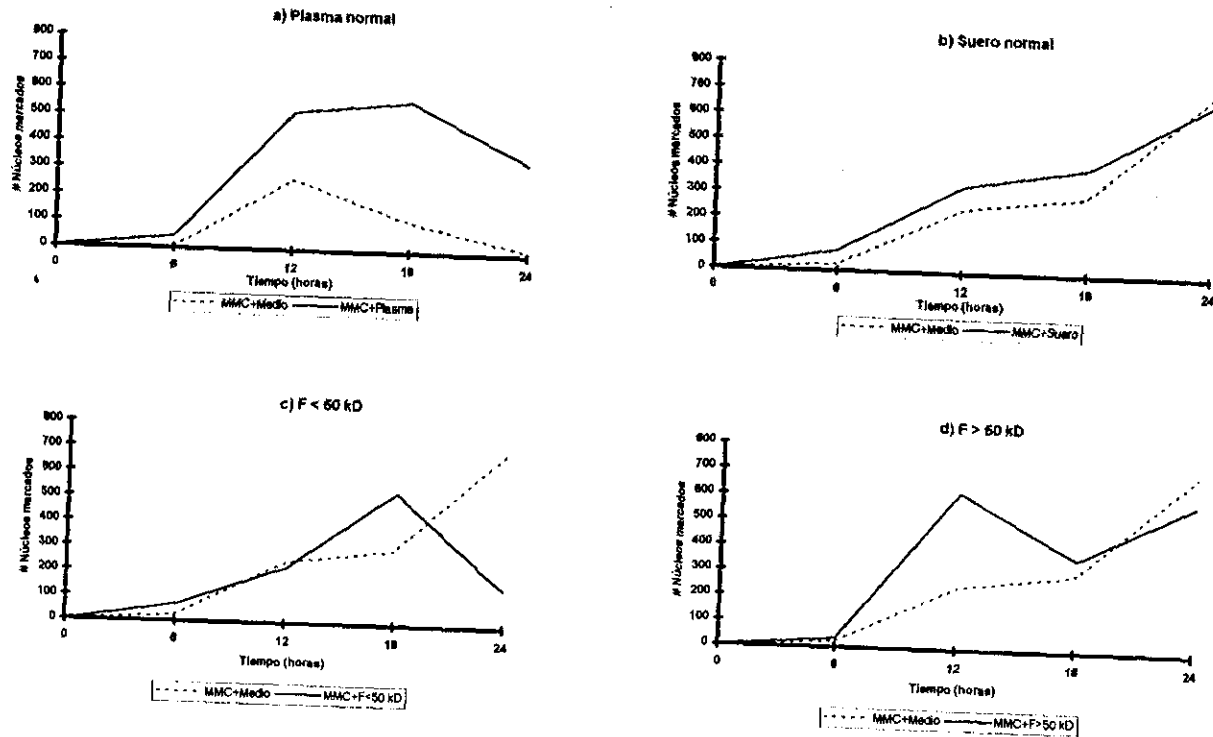 a) Plasma normal
800
700
600
500
400
300
200
100
0
# Núcleos marcados
0
6
12
18
24
Tiempo (horas)
MMC+Medio
MMC+Plasma
b) Suero normal
800
700
600
500
400
300
200
100
0
# Núcleos marcados
0
6
12
18
24
Tiempo (horas)
MMC+Medio
MMC+Suero
c) F < 50 kD
800
700
600
500
400
300
200
100
0
# Núcleos marcados
0
6
12
18
24
Tiempo (horas)
MMC+Medio
MMC+F<50 kD
d) F > 50 kD
800
700
600
500
400
300
200
100
0
# Núcleos marcados
0
6
12
18
24
Tiempo (horas)
MMC+Medio
MMC+F>50 kD